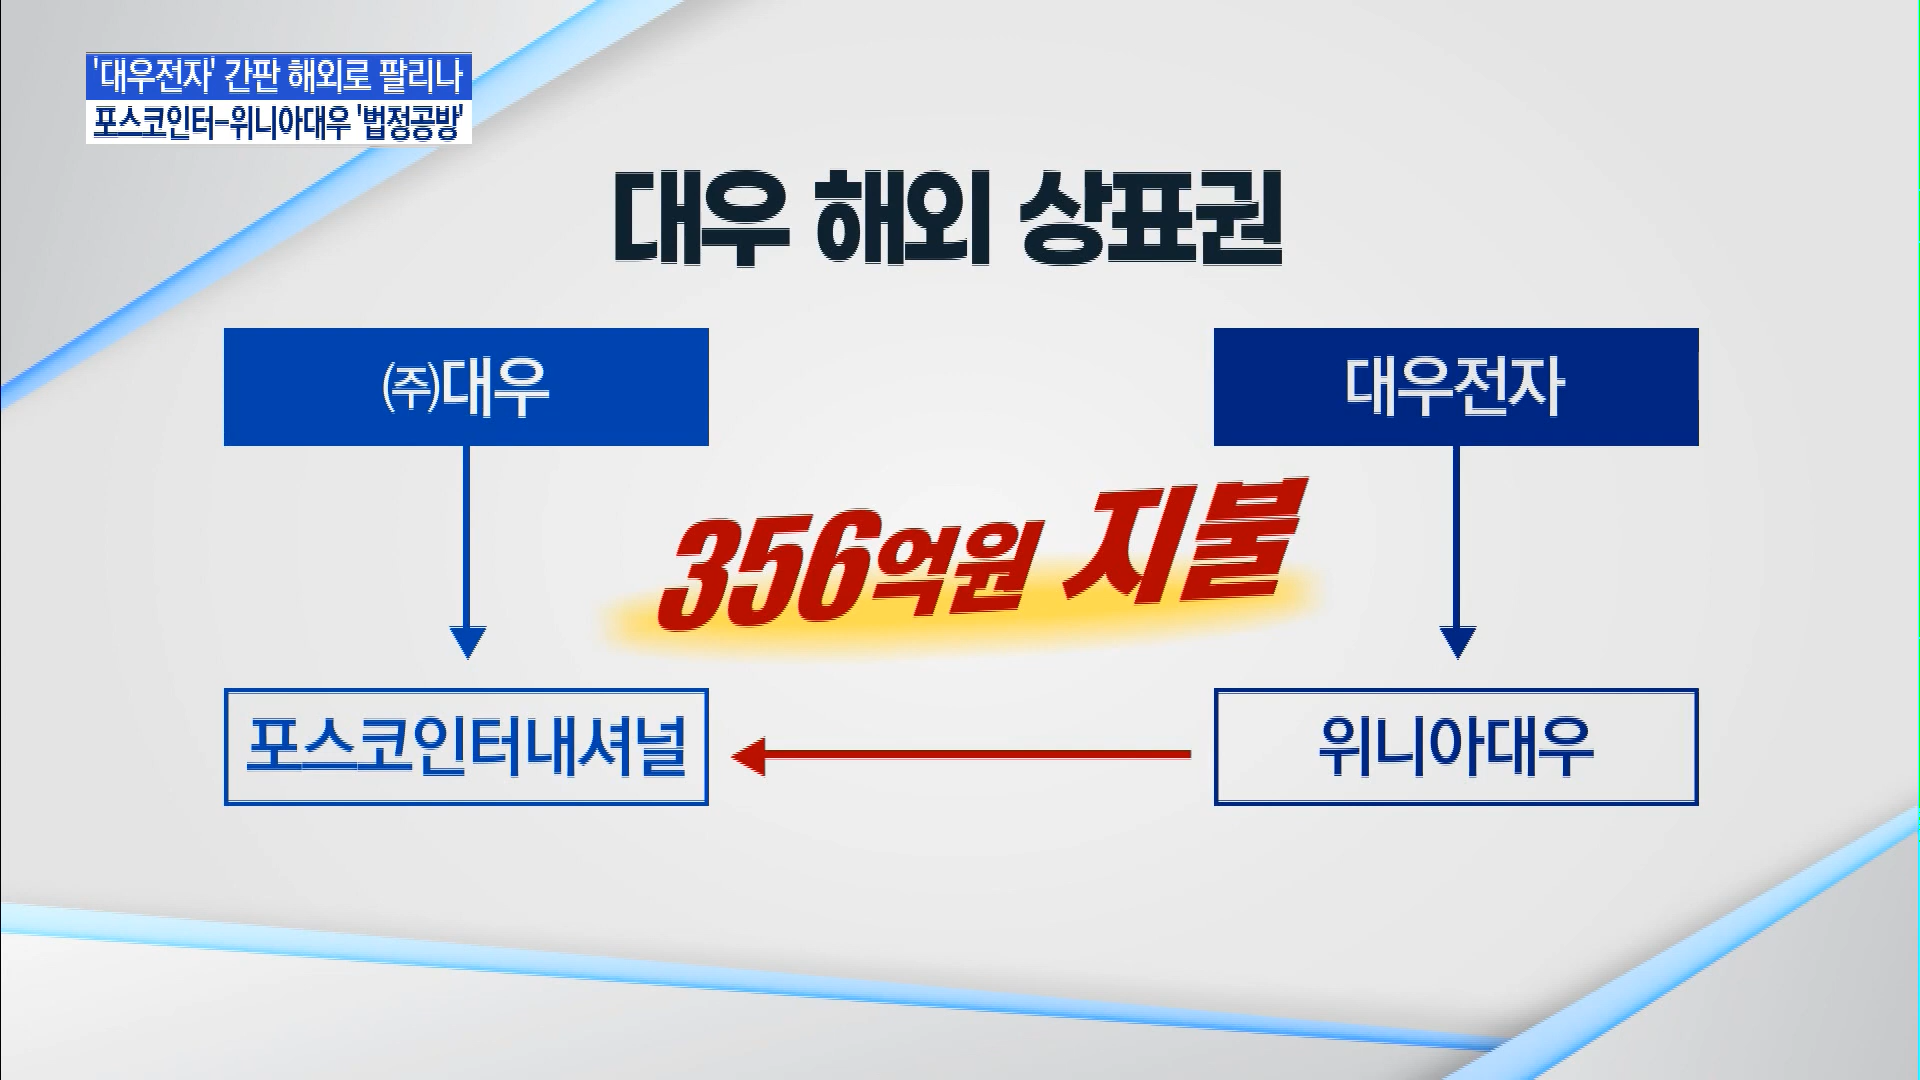 '대우전자' 간판 해외로 팔리나
포스코인터-위니아대우 '법정공방'
대우 해외 상표권
㈜대우
대우전자
356억원 지불
포스코인터내셔널
위니아대우